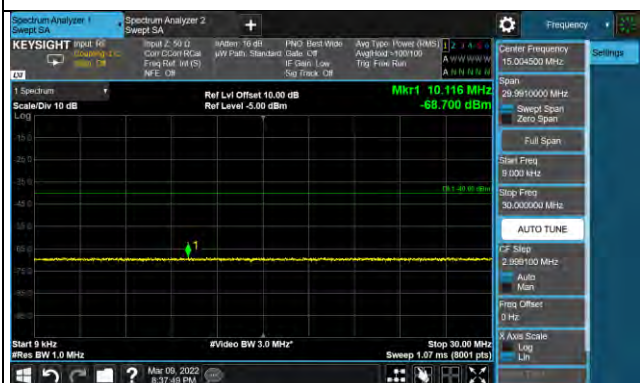 Spectrum Analyzer 1
Swept SA
Spectrum Analyzer 2
Swept SA
+
Frequency
KEYSIGHT
Input: RF
Input Z: 50 Ω
Corr CCorr RCal
Freq Ref: Int (S)
NFE: Off
#Atten: 16 dB
µW Path: Standard
PNO: Best Wide
Gate: Off
IF Gain: Low
Sig Track: Off
Avg Type: Power (RMS)
Avg|Hold: >100/100
Trig: Free Run
LXI
1 Spectrum
Scale/Div 10 dB
Log
Ref Lvl Offset 10.00 dB
Ref Level -5.00 dBm
Mkr1 10.116 MHz
-68.700 dBm
1
Start 9 kHz
#Res BW 1.0 MHz
#Video BW 3.0 MHz*
Stop 30.00 MHz
Sweep 1.07 ms (8001 pts)
Mar 09, 2022
8:37:49 PM
Center Frequency
15.004500 MHz
Settings
Span
29.9910000 MHz
Swept Span
Zero Span
Full Span
Start Freq
9.000 kHz
Stop Freq
30.000000 MHz
AUTO TUNE
CF Step
2.999100 MHz
Auto
Man
Freq Offset
0 Hz
X Axis Scale
Log
Lin